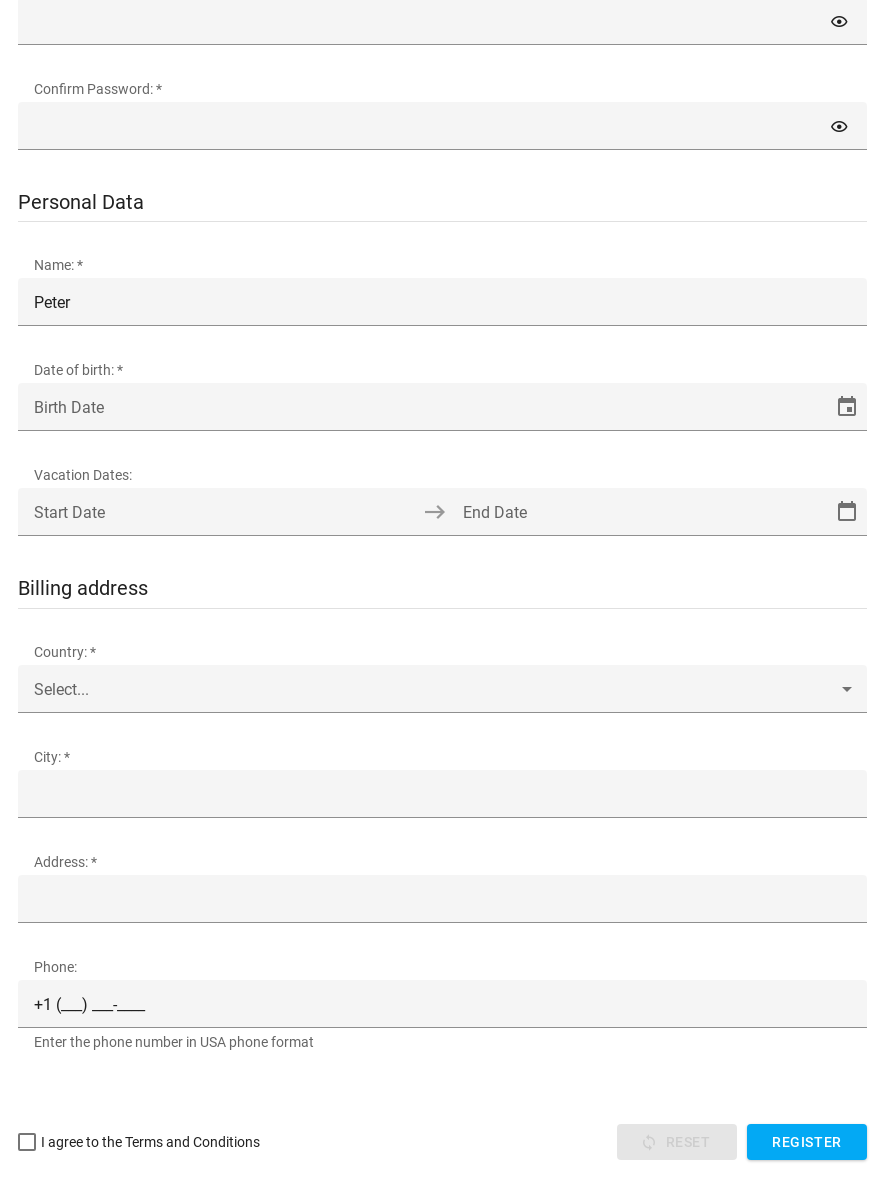 Confirm Password: *
Personal Data
Name: *
Peter
Date of birth: *
Birth Date
Vacation Dates:
Start Date
End Date
Billing address
Country: *
Select...
City: *
Address: *
Phone:
+1 (___) ___-____
Enter the phone number in USA phone format
I agree to the Terms and Conditions
RESET
REGISTER